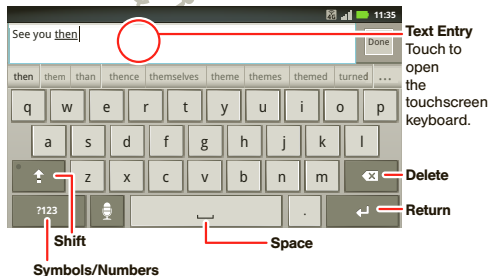 4G 11:35
See you then
Done
Text Entry
Touch to
open
the
touchscreen
keyboard.
then them than thence themselves theme themes themed turned ...
q w e r t y u i o p
a s d f g h j k l
z x c v b n m
Delete
?123 .
Return
Shift
Space
Symbols/Numbers